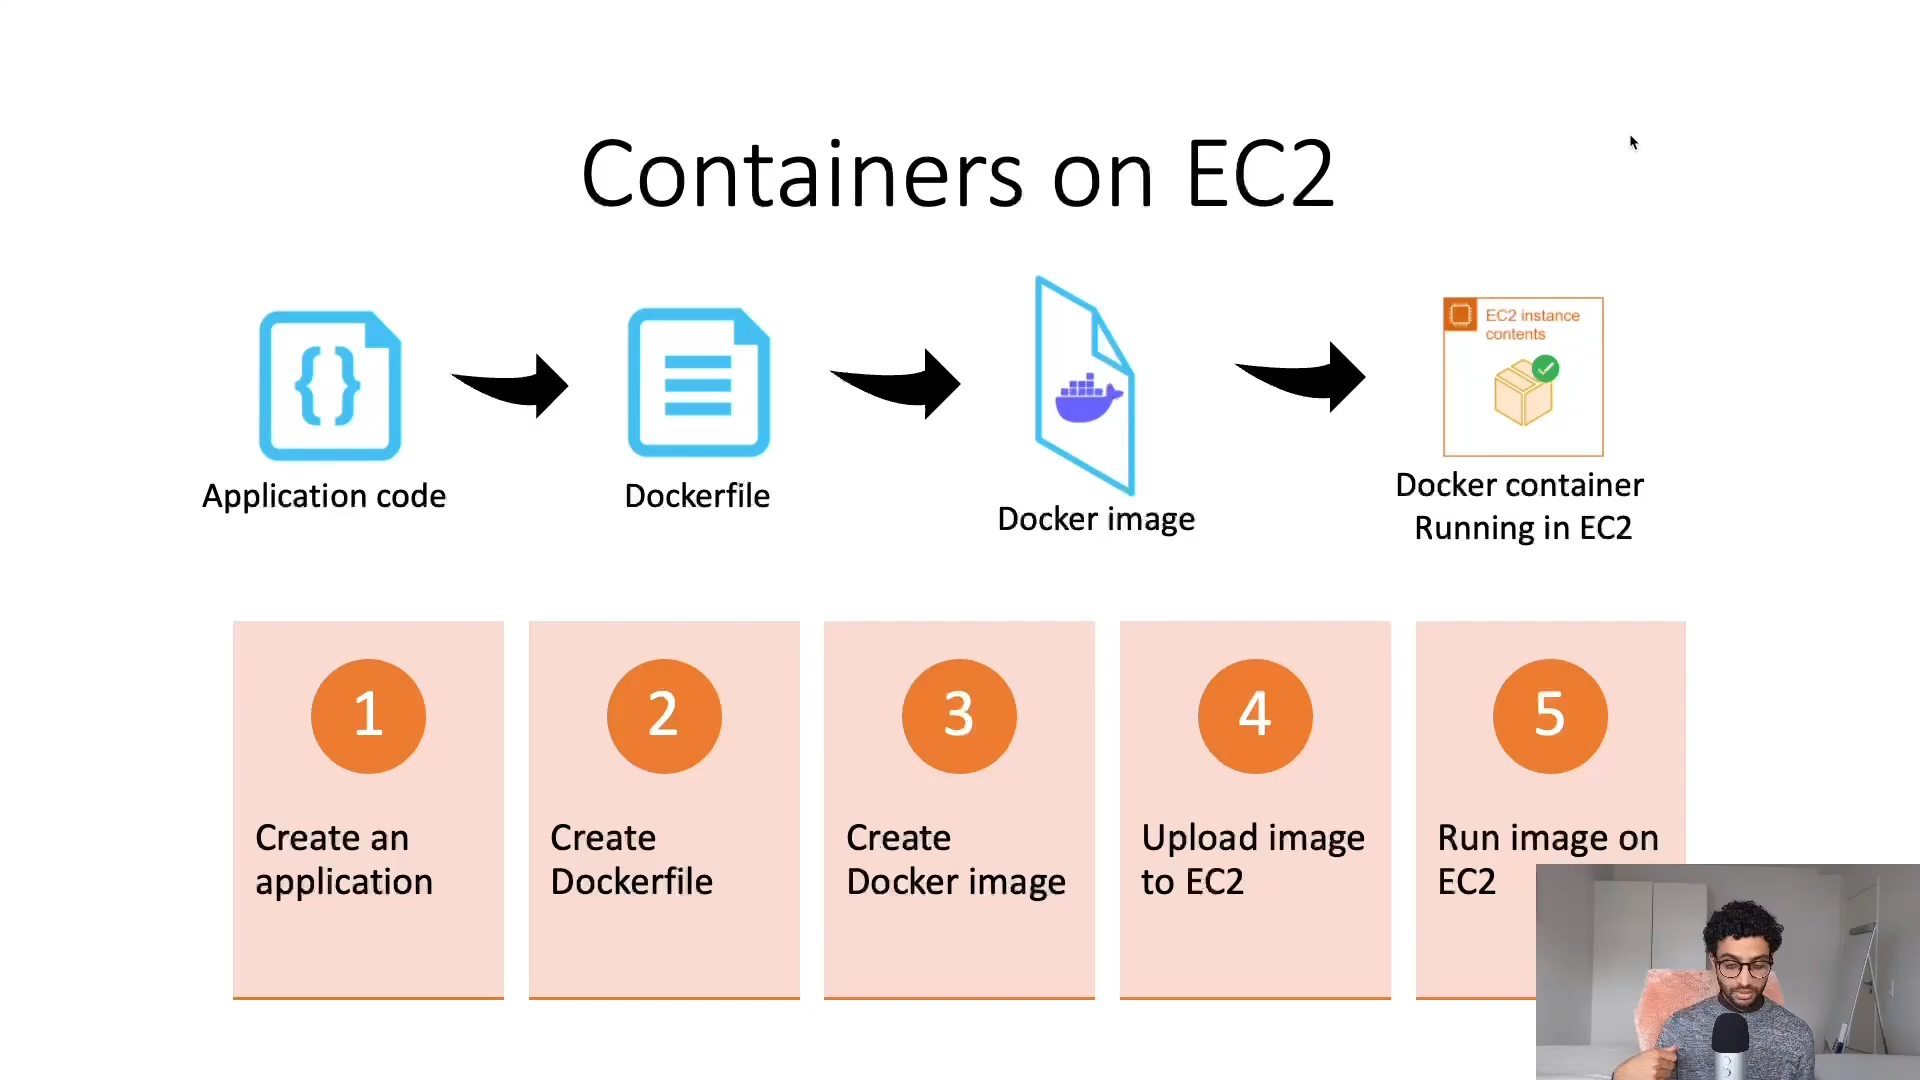 Containers on EC2
EC2 instance
contents
Application code
Dockerfile
Docker image
Docker container
Running in EC2
1
2
3
4
5
Create an
application
Create
Dockerfile
Create
Docker image
Upload image
to EC2
Run image on
EC2